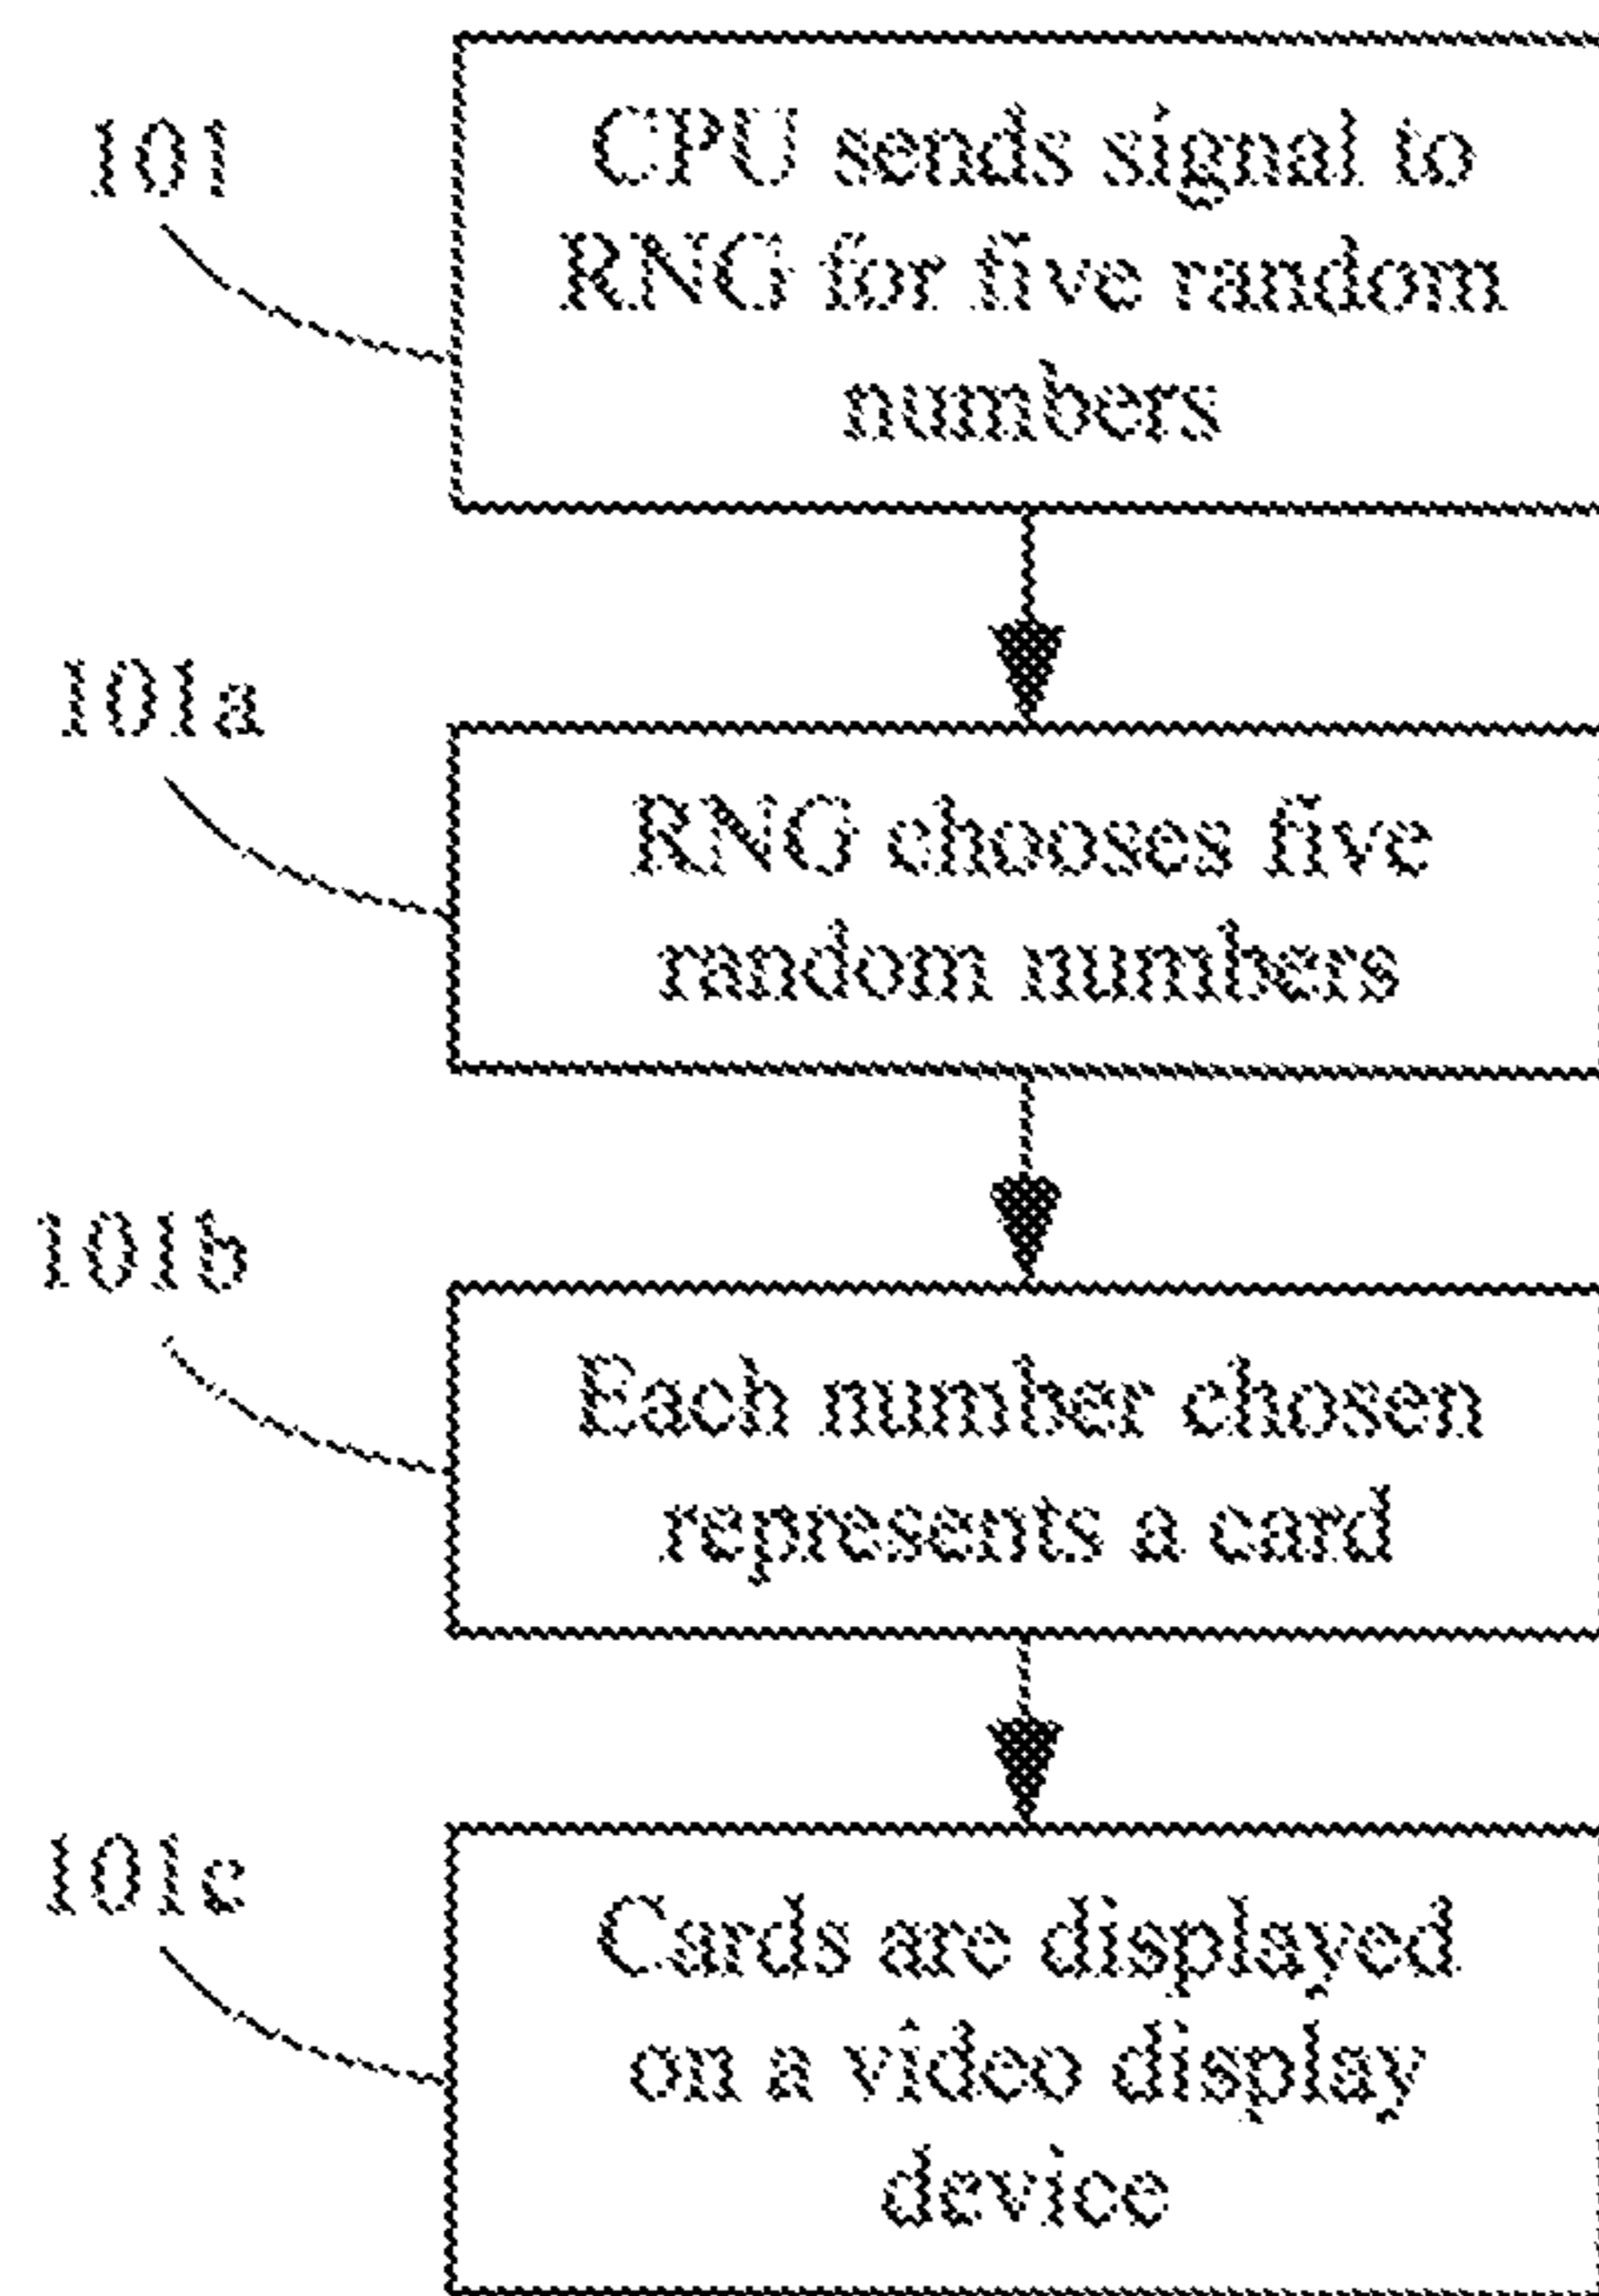 101
CPU sends signal to
RNG for five random
numbers
101a
RNG chooses five
random numbers
101b
Each number chosen
represents a card
101c
Cards are displayed
on a video display
device